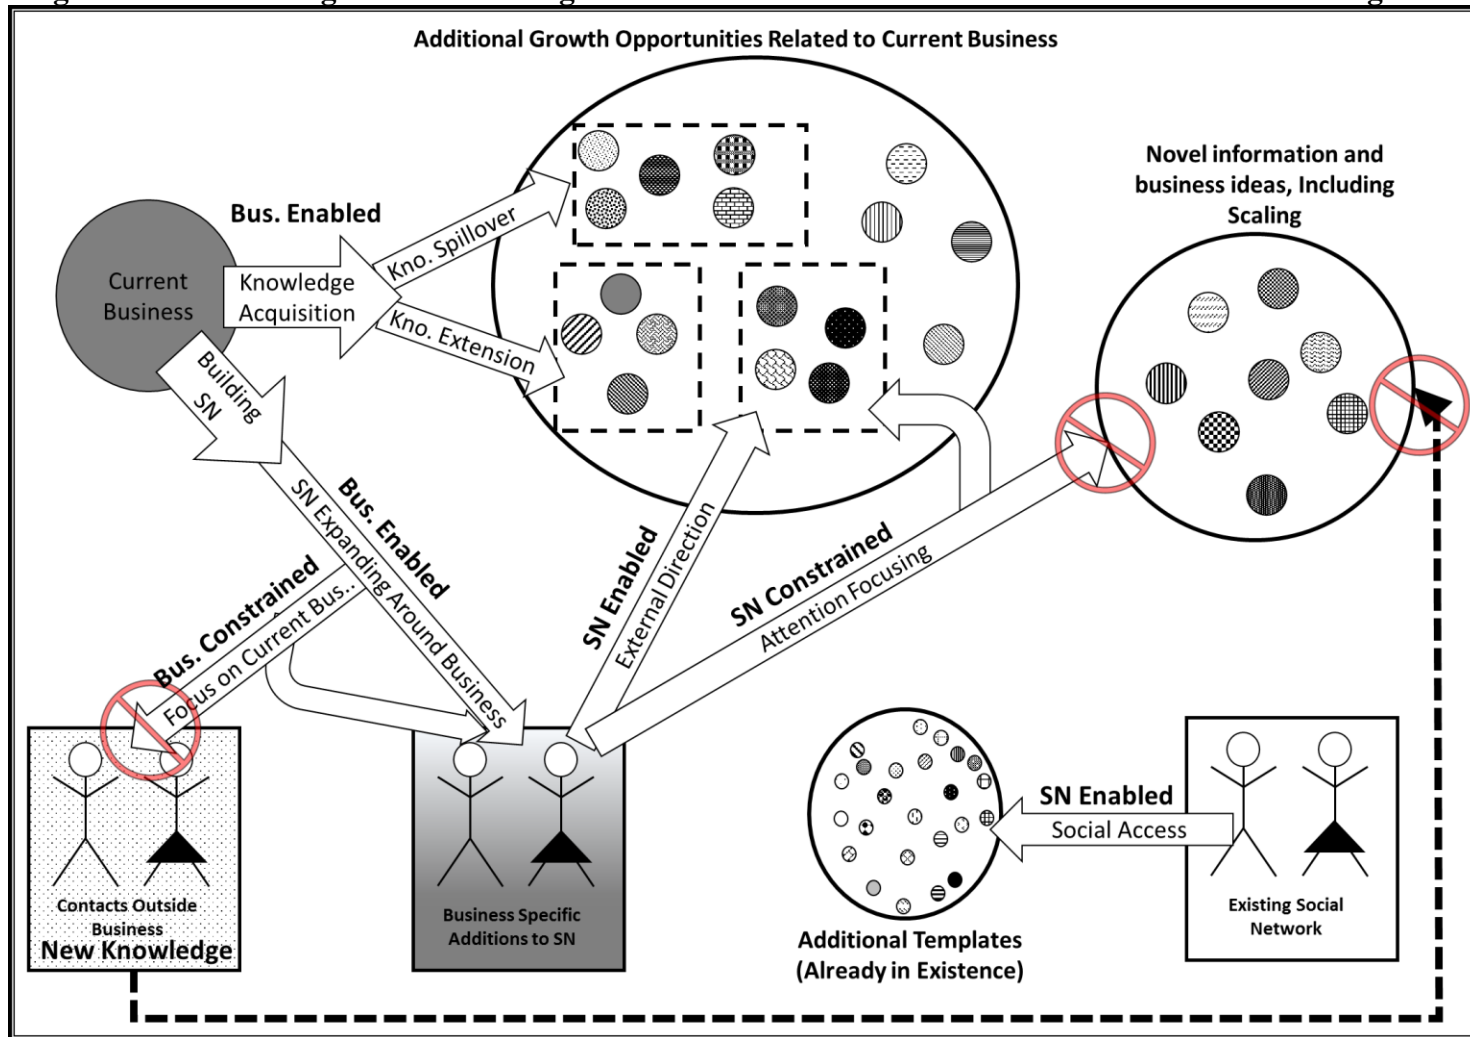 Additional Growth Opportunities Related to Current Business
Novel information and
business ideas, Including
Scaling
Bus. Enabled
Current
Business
Knowledge
Acquisition
Kno. Spillover
Kno. Extension
Building
SN
Bus. Enabled
SN Expanding Around Business
Bus. Constrained
Focus on Current Bus..
SN Enabled
External Direction
SN Constrained
Attention Focusing
SN Enabled
Social Access
Contacts Outside
Business
New Knowledge
Business Specific
Additions to SN
Additional Templates
(Already in Existence)
Existing Social
Network